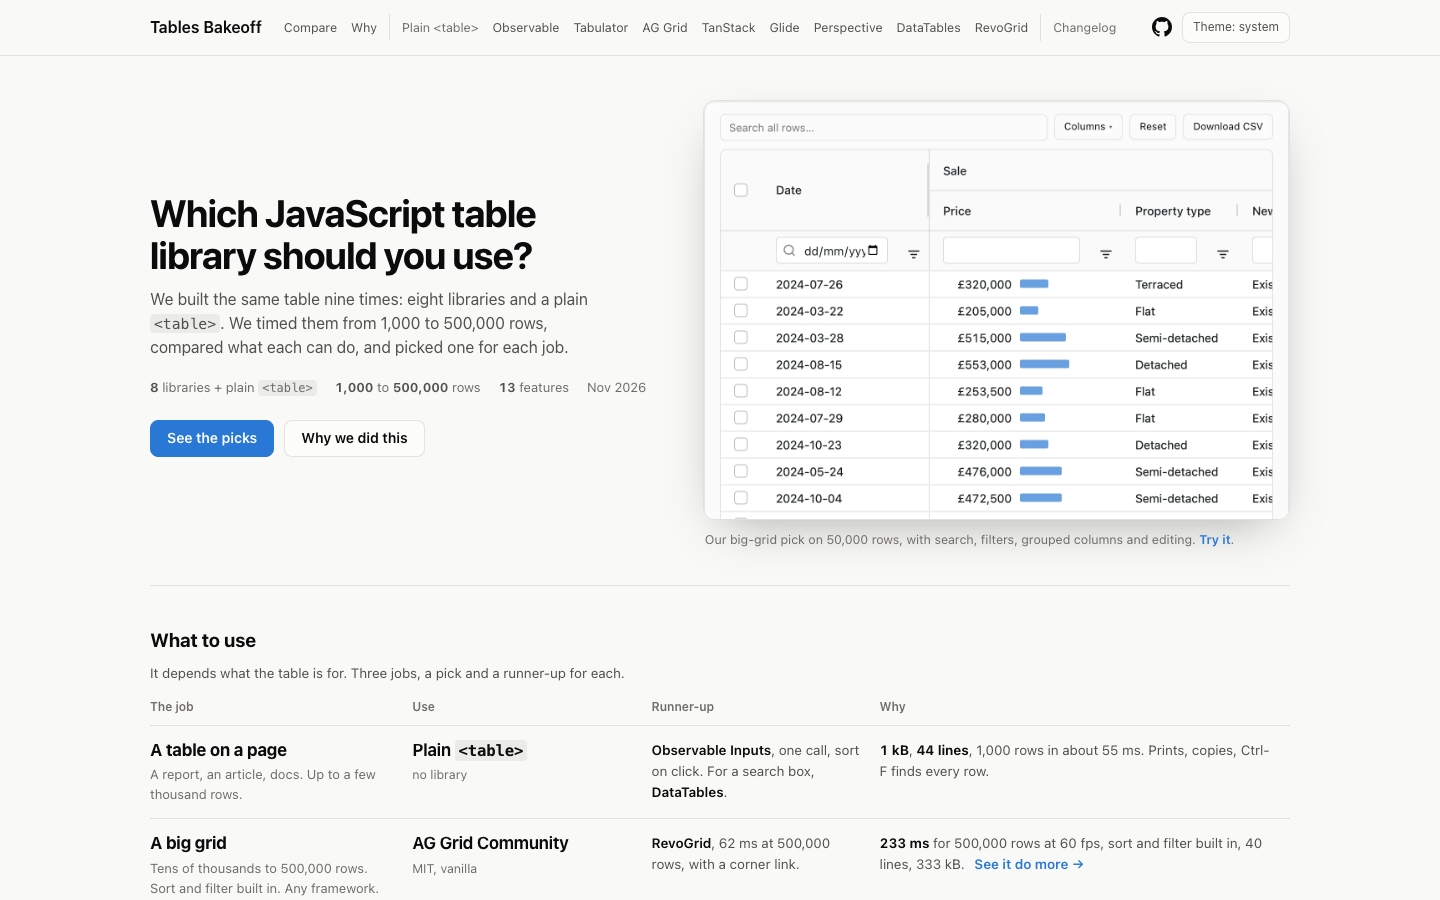 Tables Bakeoff Compare Why Plain <table> Observable Tabulator AG Grid TanStack Glide Perspective DataTables RevoGrid Changelog Theme: system
Which JavaScript table
library should you use?
We built the same table nine times: eight libraries and a plain
<table>. We timed them from 1,000 to 500,000 rows,
compared what each can do, and picked one for each job.
8 libraries + plain <table> 1,000 to 500,000 rows 13 features Nov 2026
See the picks Why we did this
Search all rows... Columns Reset Download CSV
Sale
Date
Price Property type New
dd/mm/yyy
2024-07-26 £320,000 Terraced Exis
2024-03-22 £205,000 Flat Exis
2024-03-28 £515,000 Semi-detached Exis
2024-08-15 £553,000 Detached Exis
2024-08-12 £253,500 Flat Exis
2024-07-29 £280,000 Flat Exis
2024-10-23 £320,000 Detached Exis
2024-05-24 £476,000 Semi-detached Exis
2024-10-04 £472,500 Semi-detached Exis
Our big-grid pick on 50,000 rows, with search, filters, grouped columns and editing. Try it.
What to use
It depends what the table is for. Three jobs, a pick and a runner-up for each.
The job Use Runner-up Why
A table on a page
A report, an article, docs. Up to a few
thousand rows.
Plain <table>
no library
Observable Inputs, one call, sort
on click. For a search box,
DataTables.
1 kB, 44 lines, 1,000 rows in about 55 ms. Prints, copies, Ctrl-
F finds every row.
A big grid
Tens of thousands to 500,000 rows.
Sort and filter built in. Any framework.
AG Grid Community
MIT, vanilla
RevoGrid, 62 ms at 500,000
rows, with a corner link.
233 ms for 500,000 rows at 60 fps, sort and filter built in, 40
lines, 333 kB. See it do more →